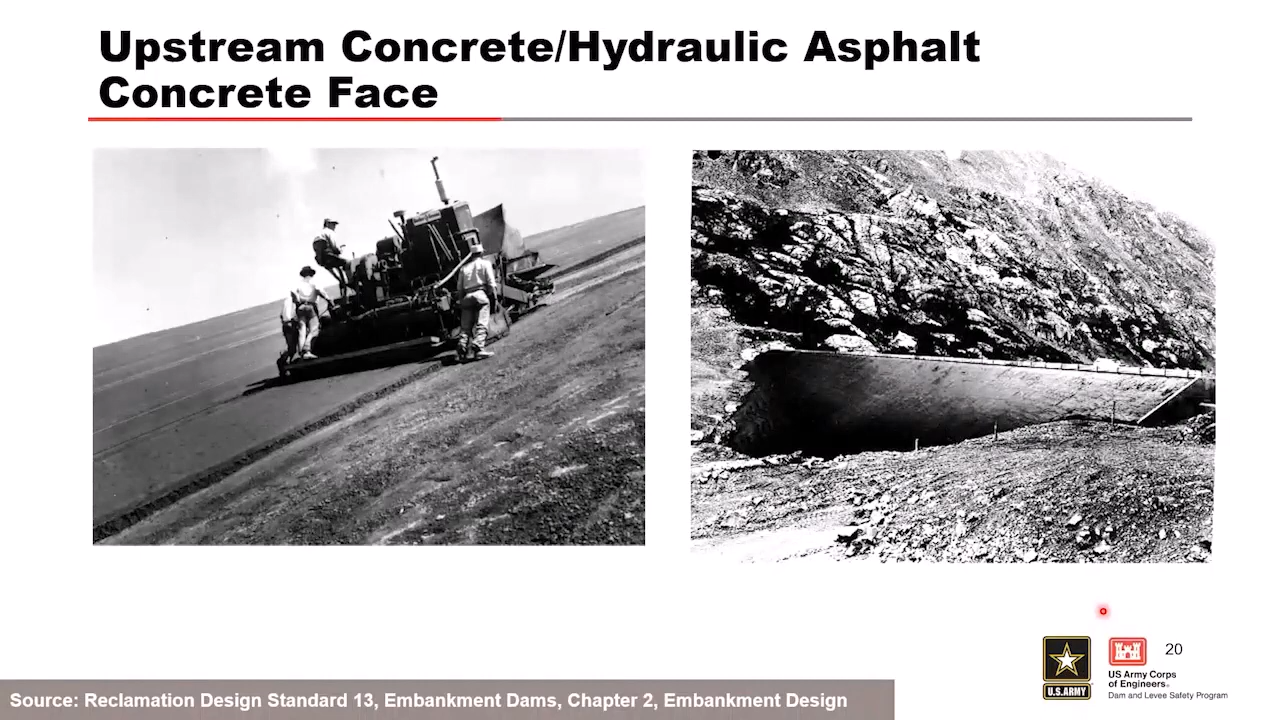 Upstream Concrete/Hydraulic Asphalt
Concrete Face
20
U.S.ARMY
US Army Corps
of Engineers®
Dam and Levee Safety Program
Source: Reclamation Design Standard 13, Embankment Dams, Chapter 2, Embankment Design